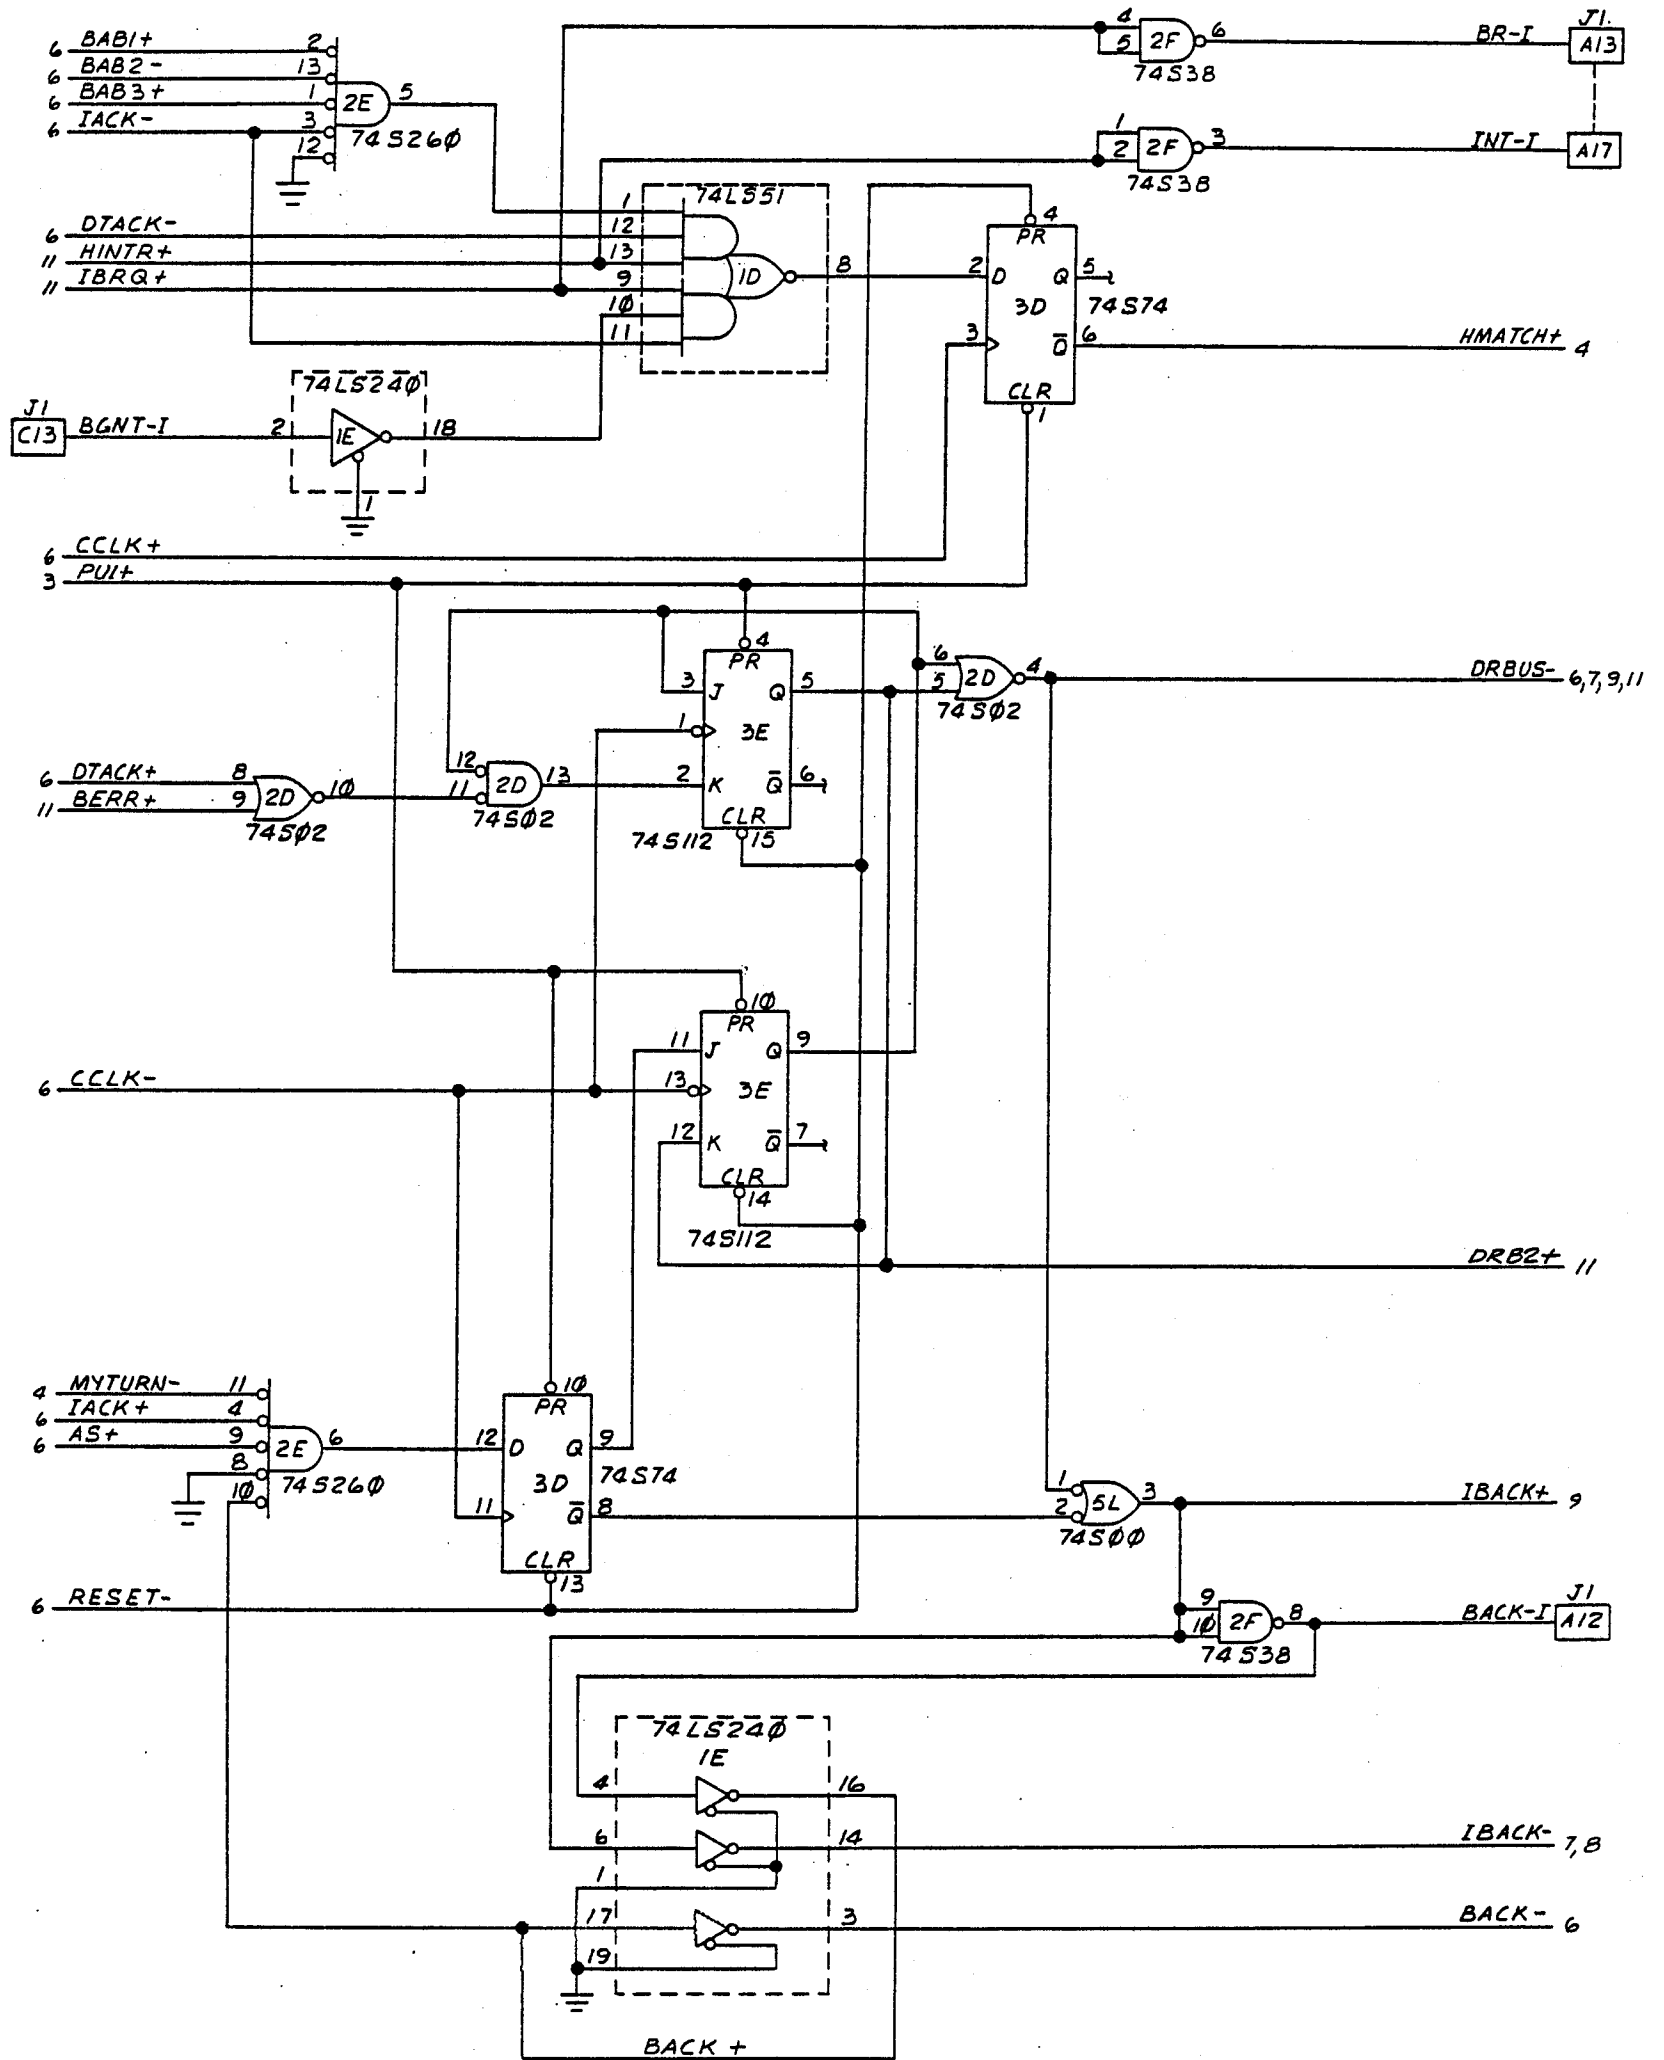 6 BAB1+ 2
6 BAB2- 13
6 BAB3+ 1
6 IACK- 3
12
2E 5
74S26Ø
4 5 2F 6
74S38
BR-I J1. A13
1 2 2F 3
74S38
INT-I A17
74LS51
1
6 DTACK- 12
11 HINTR+ 13
11 IBRQ+ 9
1Ø
11
1D 8
4 PR
2 D Q 5
3D 74S74
3 Q̅ 6
CLR
1
HMATCH+ 4
74LS24Ø
J1
C13 BGNT-I 2 1E 18
1
6 CCLK+
3 PU1+
4
PR
3 J Q 5
1 3E
2 K Q̅ 6
CLR
74S112 15
6 5 2D 4
74SØ2
DRBUS- 6,7,9,11
6 DTACK+ 8
11 BERR+ 9
2D 1Ø
74SØ2
12
11 2D 13
74SØ2
1Ø
PR
11 J Q 9
6 CCLK- 13 3E
12 K Q̅ 7
CLR
14
74S112
DRB2+ 11
4 MYTURN- 11
6 IACK+ 4
6 AS+ 9
8
1Ø
2E 6
74S26Ø
1Ø
PR
12 D Q 9
3D 74S74
11 Q̅ 8
CLR
13
1
2 5L 3
74SØØ
IBACK+ 9
6 RESET-
9
1Ø 2F 8
74S38
BACK-I J1 A12
74LS24Ø
1E
4 16
6 14 IBACK- 7,8
1
17 3 BACK- 6
19
BACK +